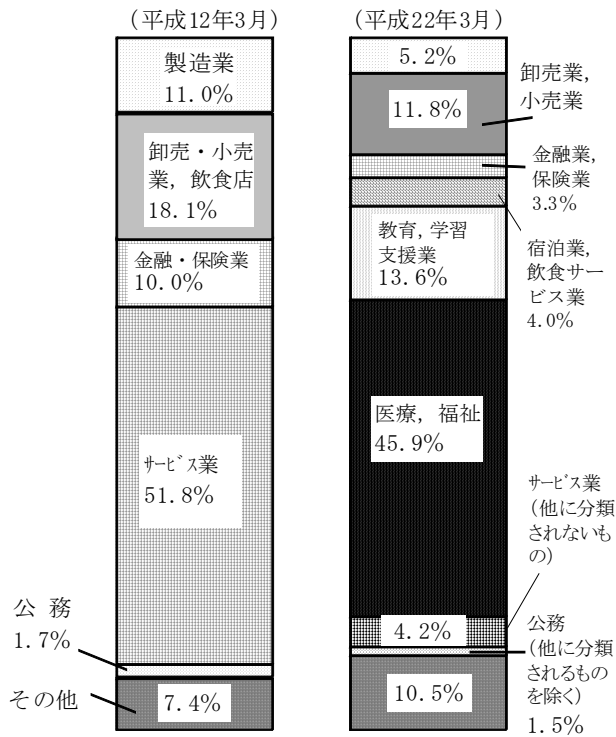 (平成12年3月)
製造業
11.0%
卸売・小売
業，飲食店
18.1%
金融・保険業
10.0%
ｻｰﾋﾞｽ業
51.8%
公 務
1.7%
その他
7.4%
(平成22年3月)
5.2%
11.8%
卸売業，
小売業
金融業，
保険業
3.3%
宿泊業，
飲食サー
ビス業
4.0%
教育，学習
支援業
13.6%
医療，福祉
45.9%
サービス業
(他に分類
されないも
の)
4.2%
公務
(他に分類
されるもの
を除く)
1.5%
10.5%